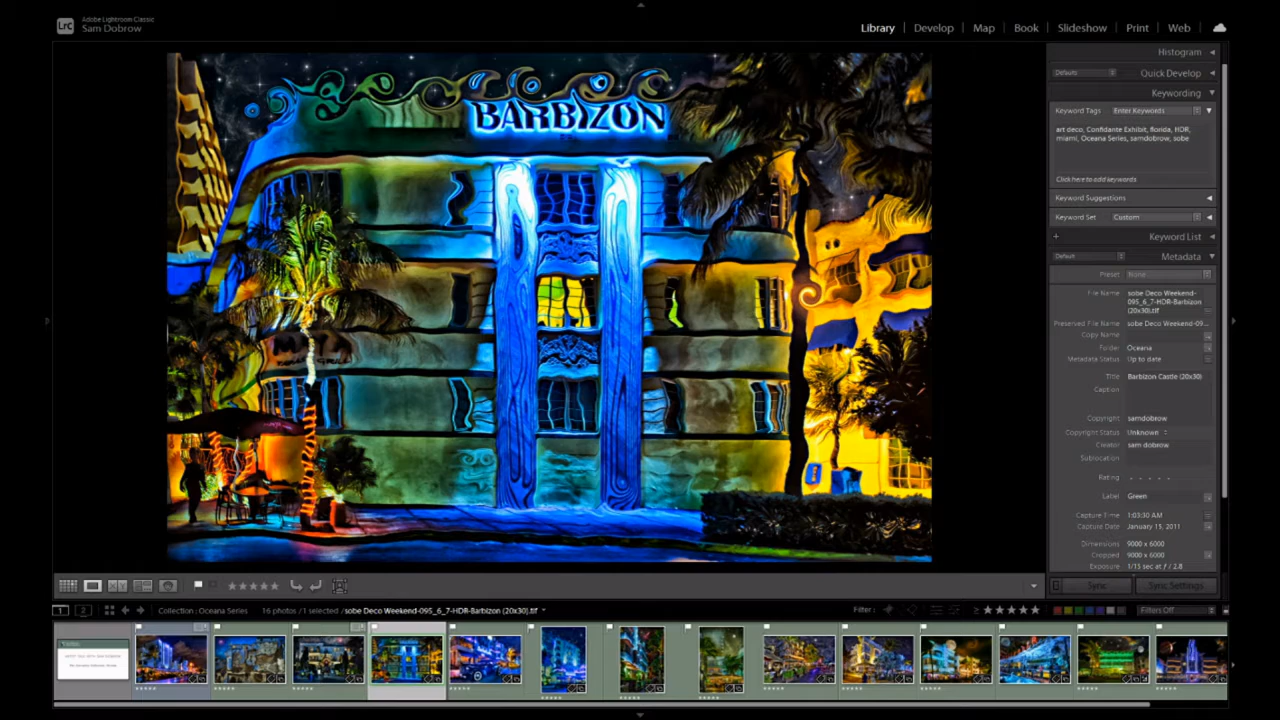 Adobe Lightroom Classic
Sam Dobrow
Library
Develop
Map
Book
Slideshow
Print
Web
BARBIZON
Histogram
Defaults
Quick Develop
Keywording
Keyword Tags
Enter Keywords
art deco, Confidante Exhibit, florida, HDR,
miami, Oceana Series, samdobrow, sobe
Click here to add keywords
Keyword Suggestions
Keyword Set
Custom
+
Keyword List
Default
Metadata
Preset
None
File Name
sobe Deco Weekend-
095_6_7-HDR-Barbizon
(20x30).tif
Preserved File Name
sobe Deco Weekend-09...
Copy Name
Folder
Oceana
Metadata Status
Up to date
Title
Barbizon Castle (20x30)
Caption
Copyright
samdobrow
Copyright Status
Unknown
Creator
sam dobrow
Sublocation
Rating
Label
Green
Capture Time
1:03:30 AM
Capture Date
January 15, 2011
Dimensions
9000 x 6000
Cropped
9000 x 6000
Exposure
1/15 sec at ƒ / 2.8
Sync
Sync Settings
1
2
Collection : Oceana Series
16 photos / 1 selected / sobe Deco Weekend-095_6_7-HDR-Barbizon (20x30).tif
Filter :
≥
Filters Off